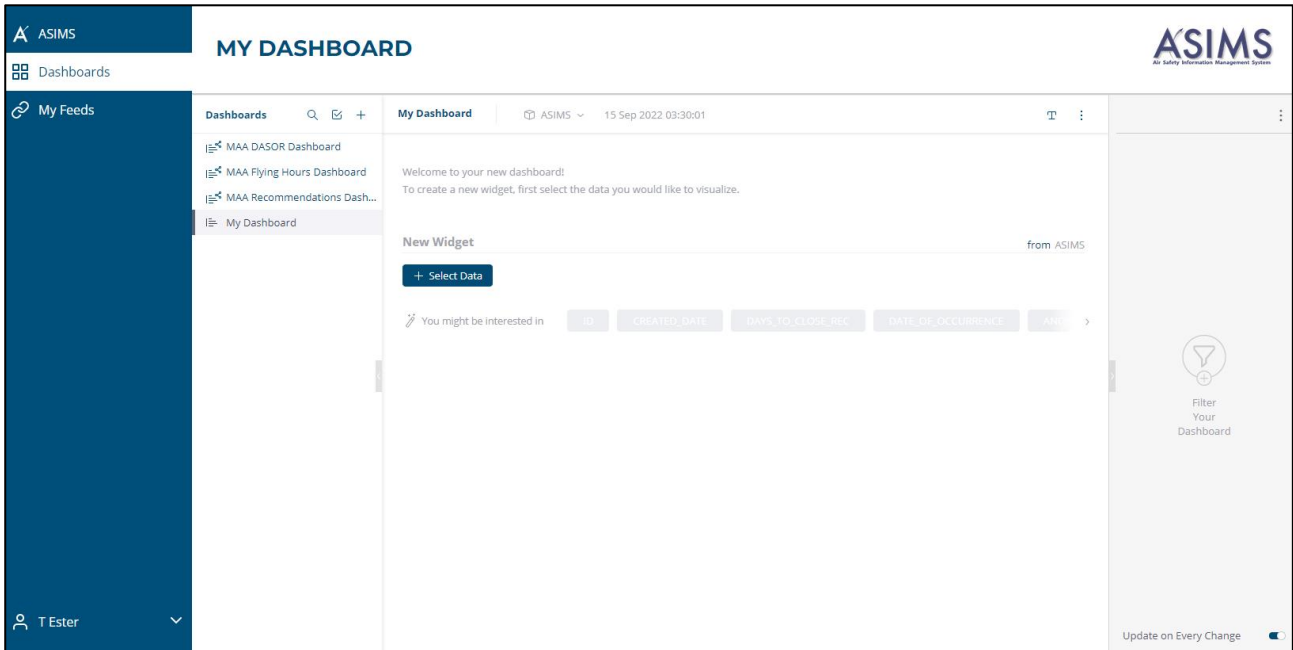 ASIMS
Dashboards
My Feeds
T Ester
MY DASHBOARD
ASIMS
Air Safety Information Management System
Dashboards
MAA DASOR Dashboard
MAA Flying Hours Dashboard
MAA Recommendations Dash...
My Dashboard
My Dashboard
ASIMS
15 Sep 2022 03:30:01
T
Welcome to your new dashboard!
To create a new widget, first select the data you would like to visualize.
New Widget
from ASIMS
+ Select Data
You might be interested in
ID
CREATED_DATE
DAYS_TO_CLOSE_REC
DATE_OF_OCCURRENCE
Filter
Your
Dashboard
Update on Every Change